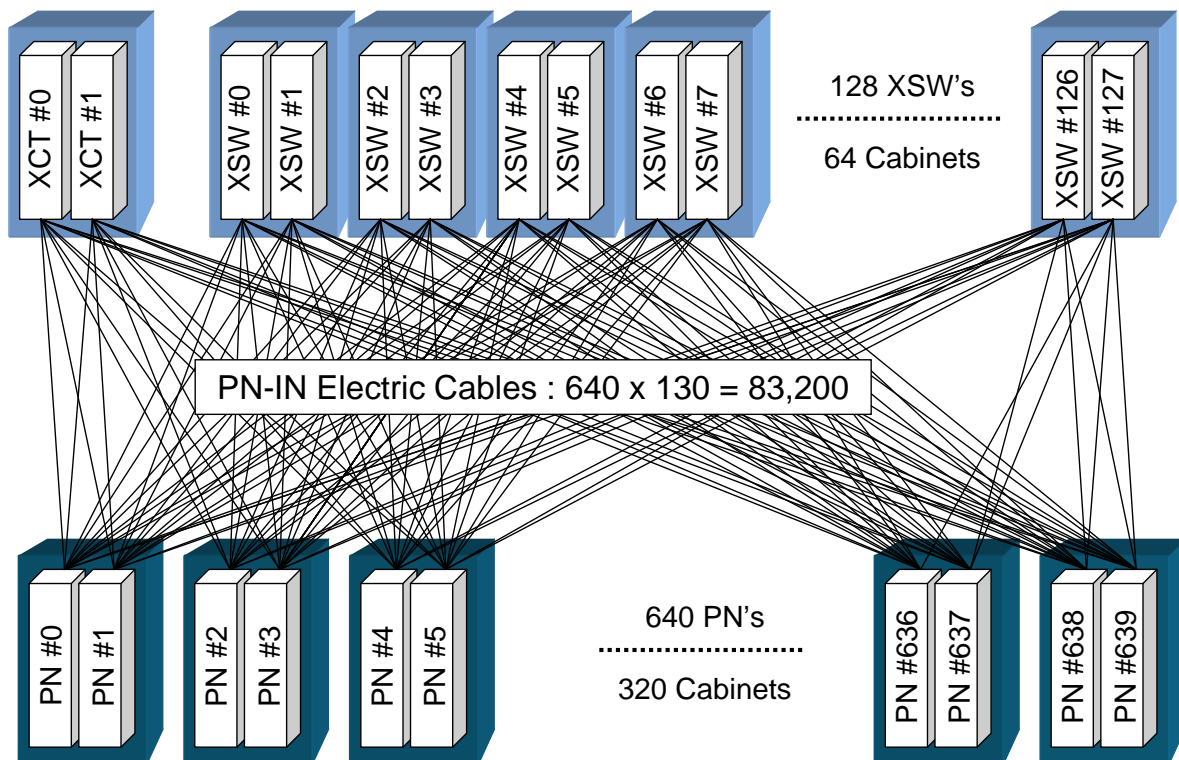 XCT #0
XCT #1
XSW #0
XSW #1
XSW #2
XSW #3
XSW #4
XSW #5
XSW #6
XSW #7
128 XSW's
64 Cabinets
XSW #126
XSW #127
PN-IN Electric Cables : 640 x 130 = 83,200
PN #0
PN #1
PN #2
PN #3
PN #4
PN #5
640 PN's
320 Cabinets
PN #636
PN #637
PN #638
PN #639